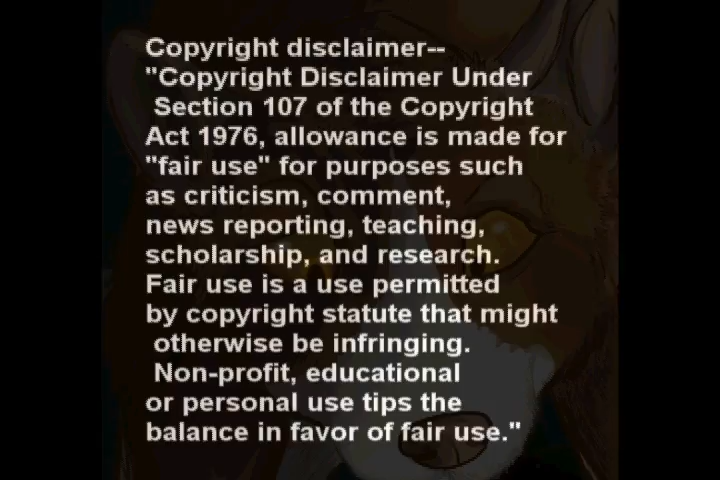 Copyright disclaimer--
"Copyright Disclaimer Under
Section 107 of the Copyright
Act 1976, allowance is made for
"fair use" for purposes such
as criticism, comment,
news reporting, teaching,
scholarship, and research.
Fair use is a use permitted
by copyright statute that might
otherwise be infringing.
Non-profit, educational
or personal use tips the
balance in favor of fair use."